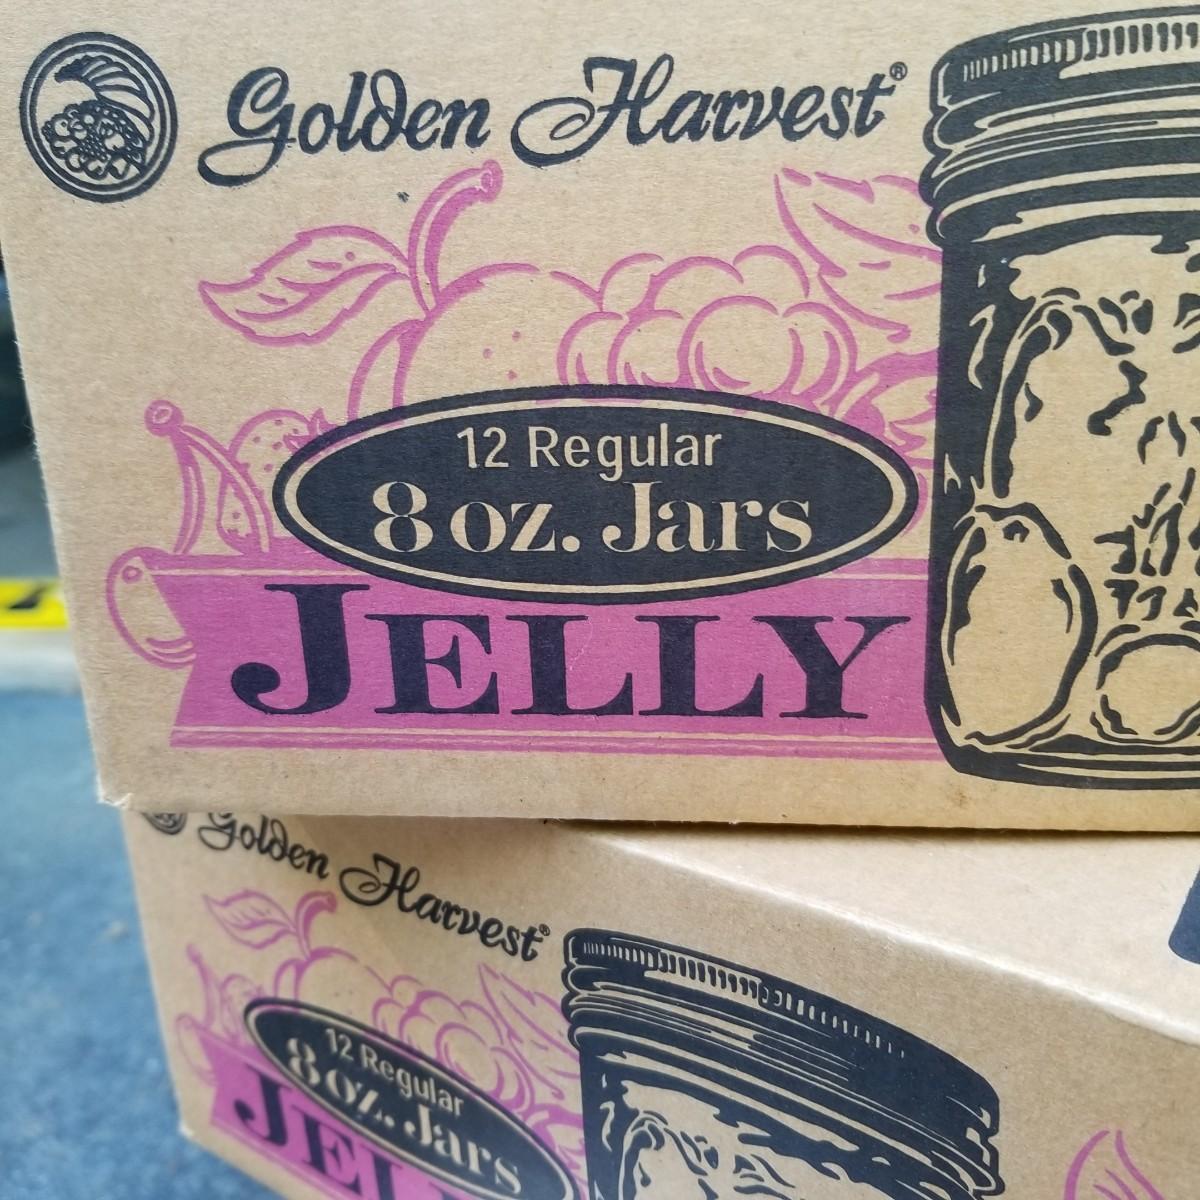 Golden Harvest®
12 Regular
8 oz. Jars
JELLY
Golden Harvest®
12 Regular
8 oz. Jars